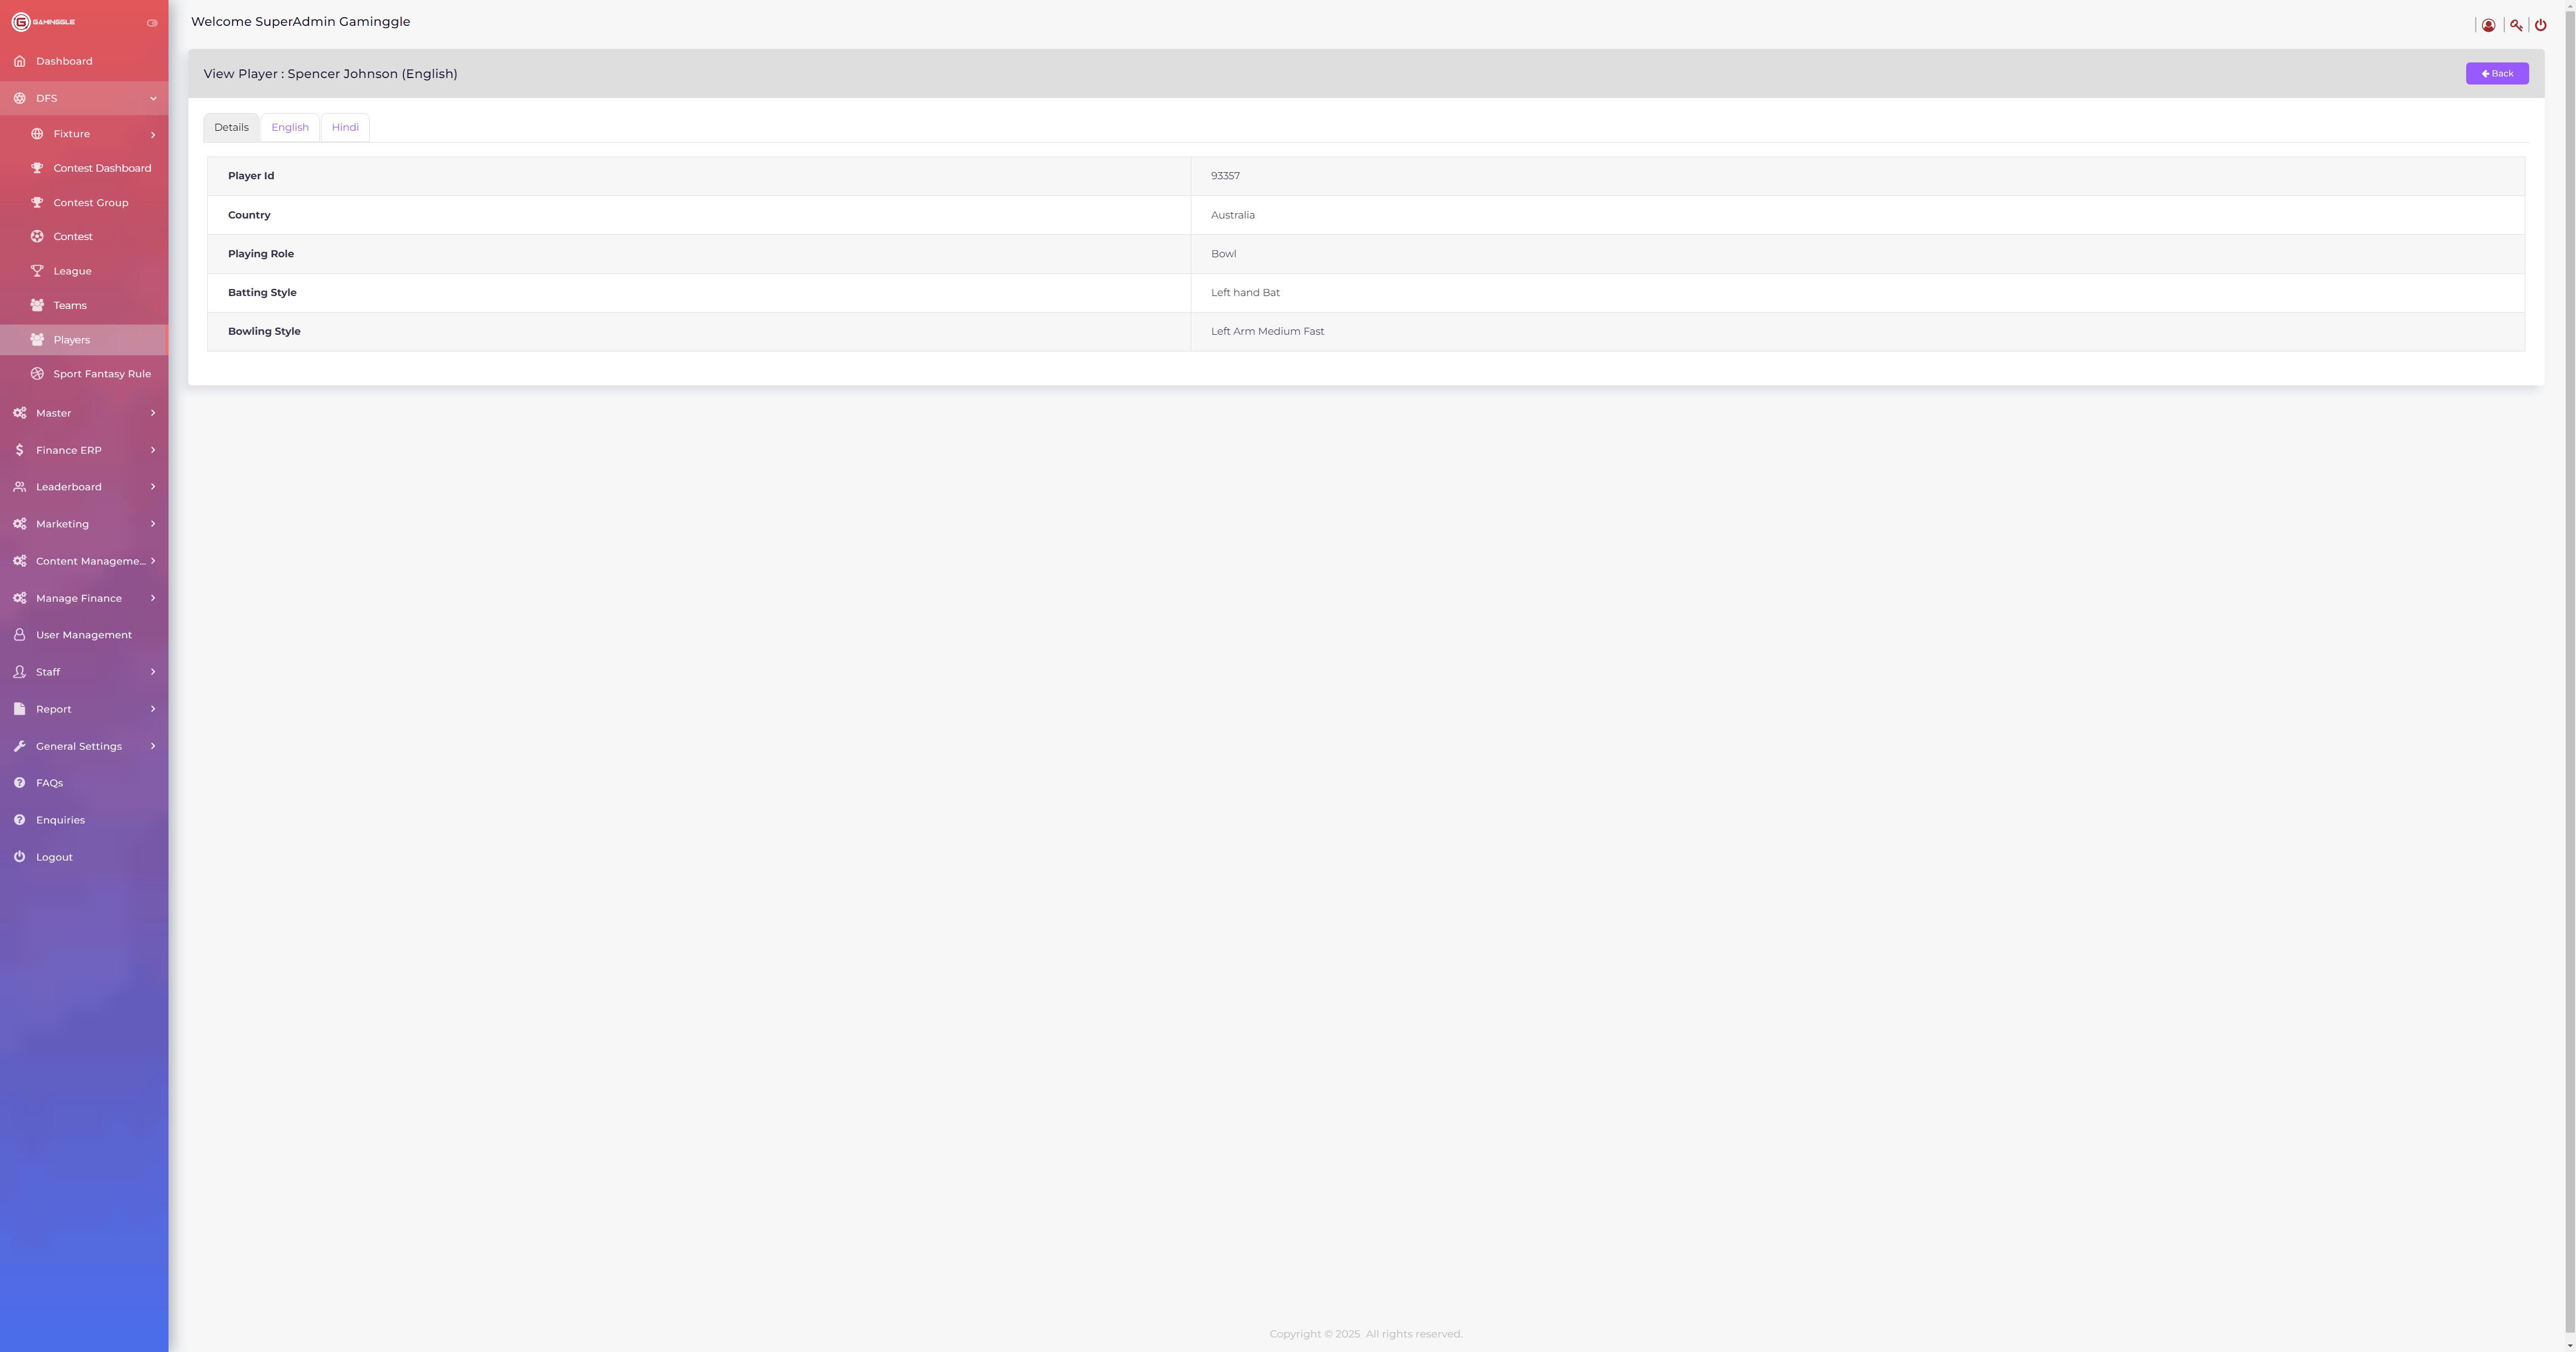 GAMINGGLE
Welcome SuperAdmin Gaminggle
Dashboard
DFS
Fixture
Contest Dashboard
Contest Group
Contest
League
Teams
Players
Sport Fantasy Rule
Master
Finance ERP
Leaderboard
Marketing
Content Manageme...
Manage Finance
User Management
Staff
Report
General Settings
FAQs
Enquiries
Logout
View Player : Spencer Johnson (English)
Back
Details English Hindi
Player Id 93357
Country Australia
Playing Role Bowl
Batting Style Left hand Bat
Bowling Style Left Arm Medium Fast
Copyright © 2025 All rights reserved.